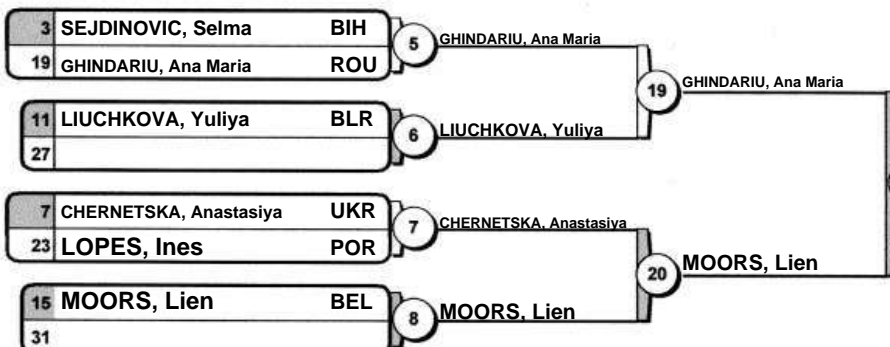 3 SEJDINOVIC, Selma BIH
19 GHINDARIU, Ana Maria ROU
5 GHINDARIU, Ana Maria
19 GHINDARIU, Ana Maria
11 LIUCHKOVA, Yuliya BLR
27
6 LIUCHKOVA, Yuliya
7 CHERNETSKA, Anastasiya UKR
23 LOPES, Ines POR
7 CHERNETSKA, Anastasiya
20 MOORS, Lien
15 MOORS, Lien BEL
31
8 MOORS, Lien